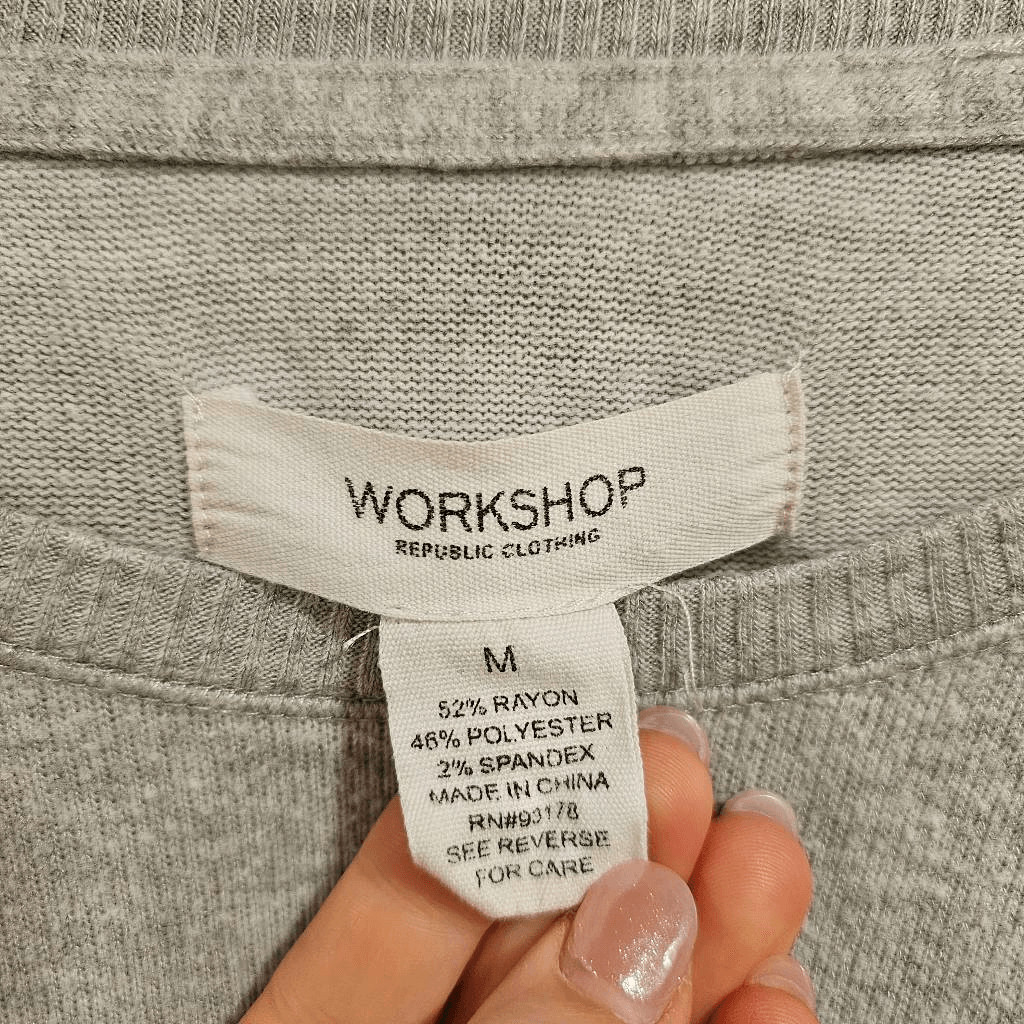 WORKSHOP
REPUBLIC CLOTHING
M
52% RAYON
46% POLYESTER
2% SPANDEX
MADE IN CHINA
RN#93178
SEE REVERSE
FOR CARE